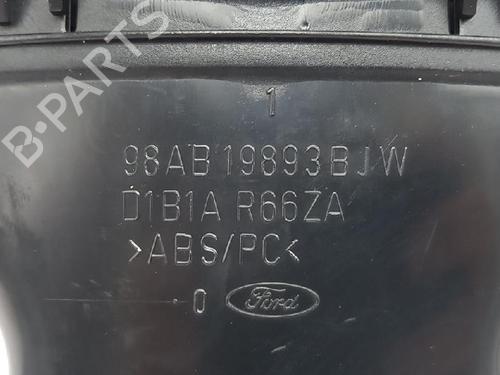 B-PARTS
1
98AB19893BJW
D1B1A R66ZA
>ABS/PC<
0 Ford